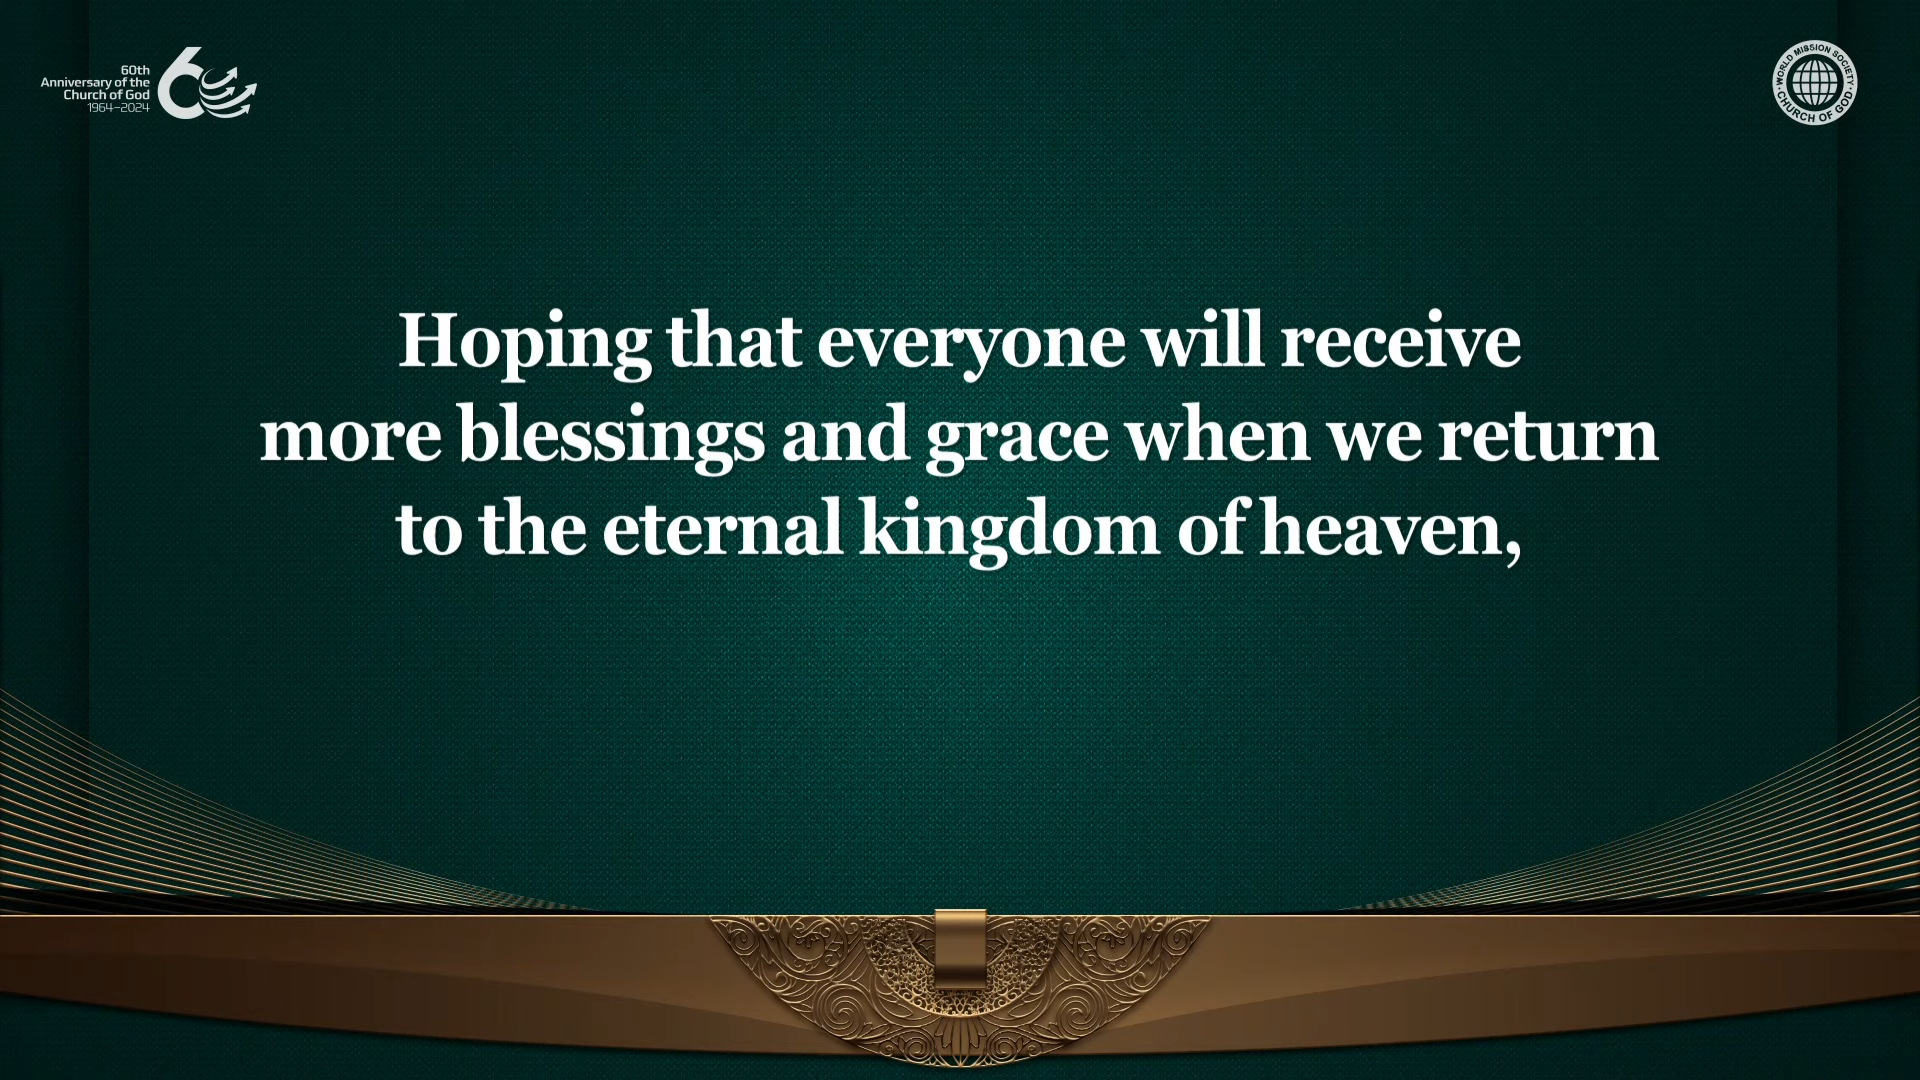 60th
Anniversary of the
Church of God
1964–2024
60
WORLD MISSION SOCIETY
CHURCH OF GOD
Hoping that everyone will receive
more blessings and grace when we return
to the eternal kingdom of heaven,